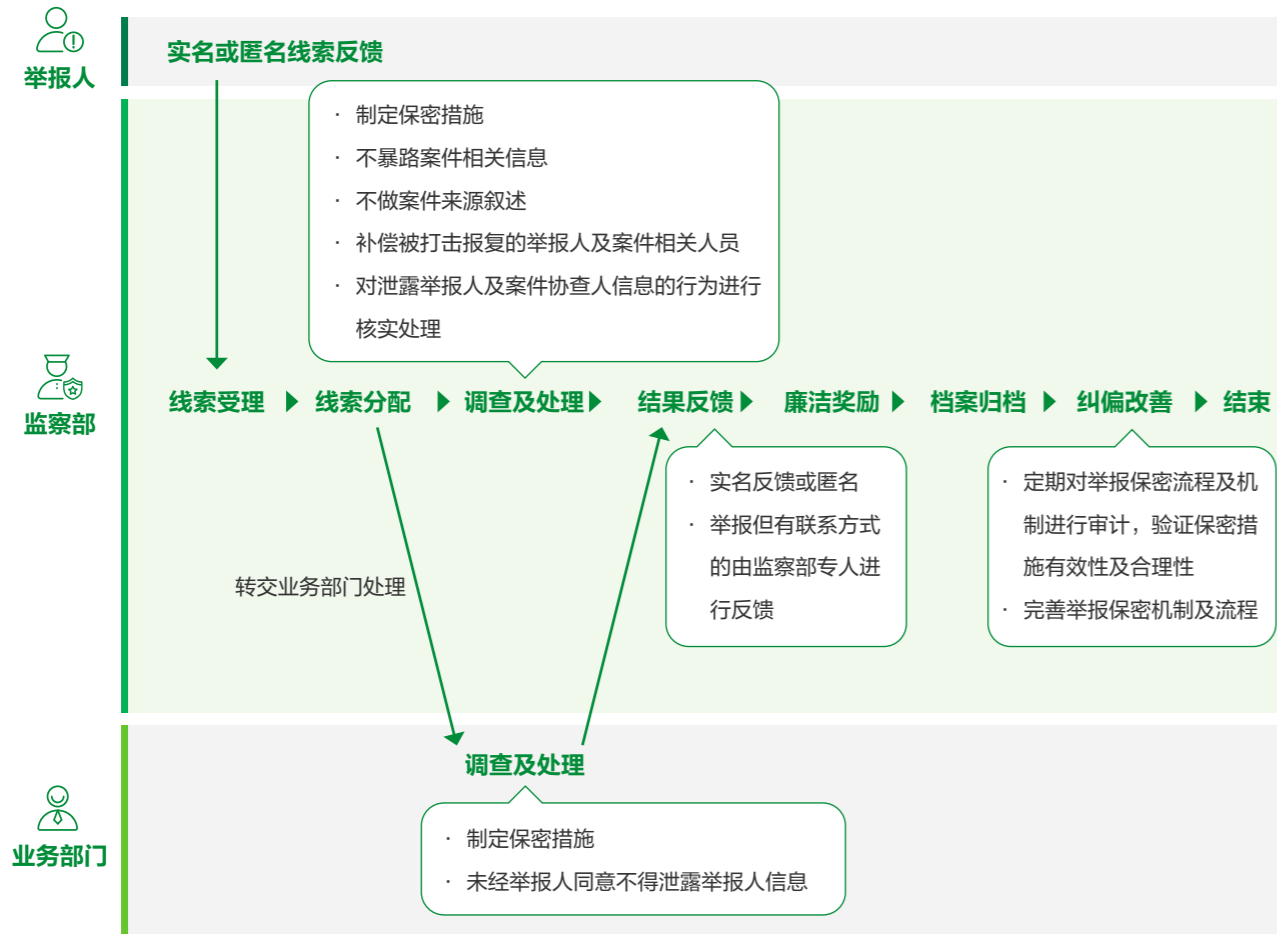 举报人
实名或匿名线索反馈
· 制定保密措施
· 不暴路案件相关信息
· 不做案件来源叙述
· 补偿被打击报复的举报人及案件相关人员
· 对泄露举报人及案件协查人信息的行为进行
核实处理
监察部
线索受理
线索分配
调查及处理
结果反馈
廉洁奖励
档案归档
纠偏改善
结束
· 实名反馈或匿名
· 举报但有联系方式
的由监察部专人进
行反馈
· 定期对举报保密流程及机
制进行审计，验证保密措
施有效性及合理性
· 完善举报保密机制及流程
转交业务部门处理
业务部门
调查及处理
· 制定保密措施
· 未经举报人同意不得泄露举报人信息